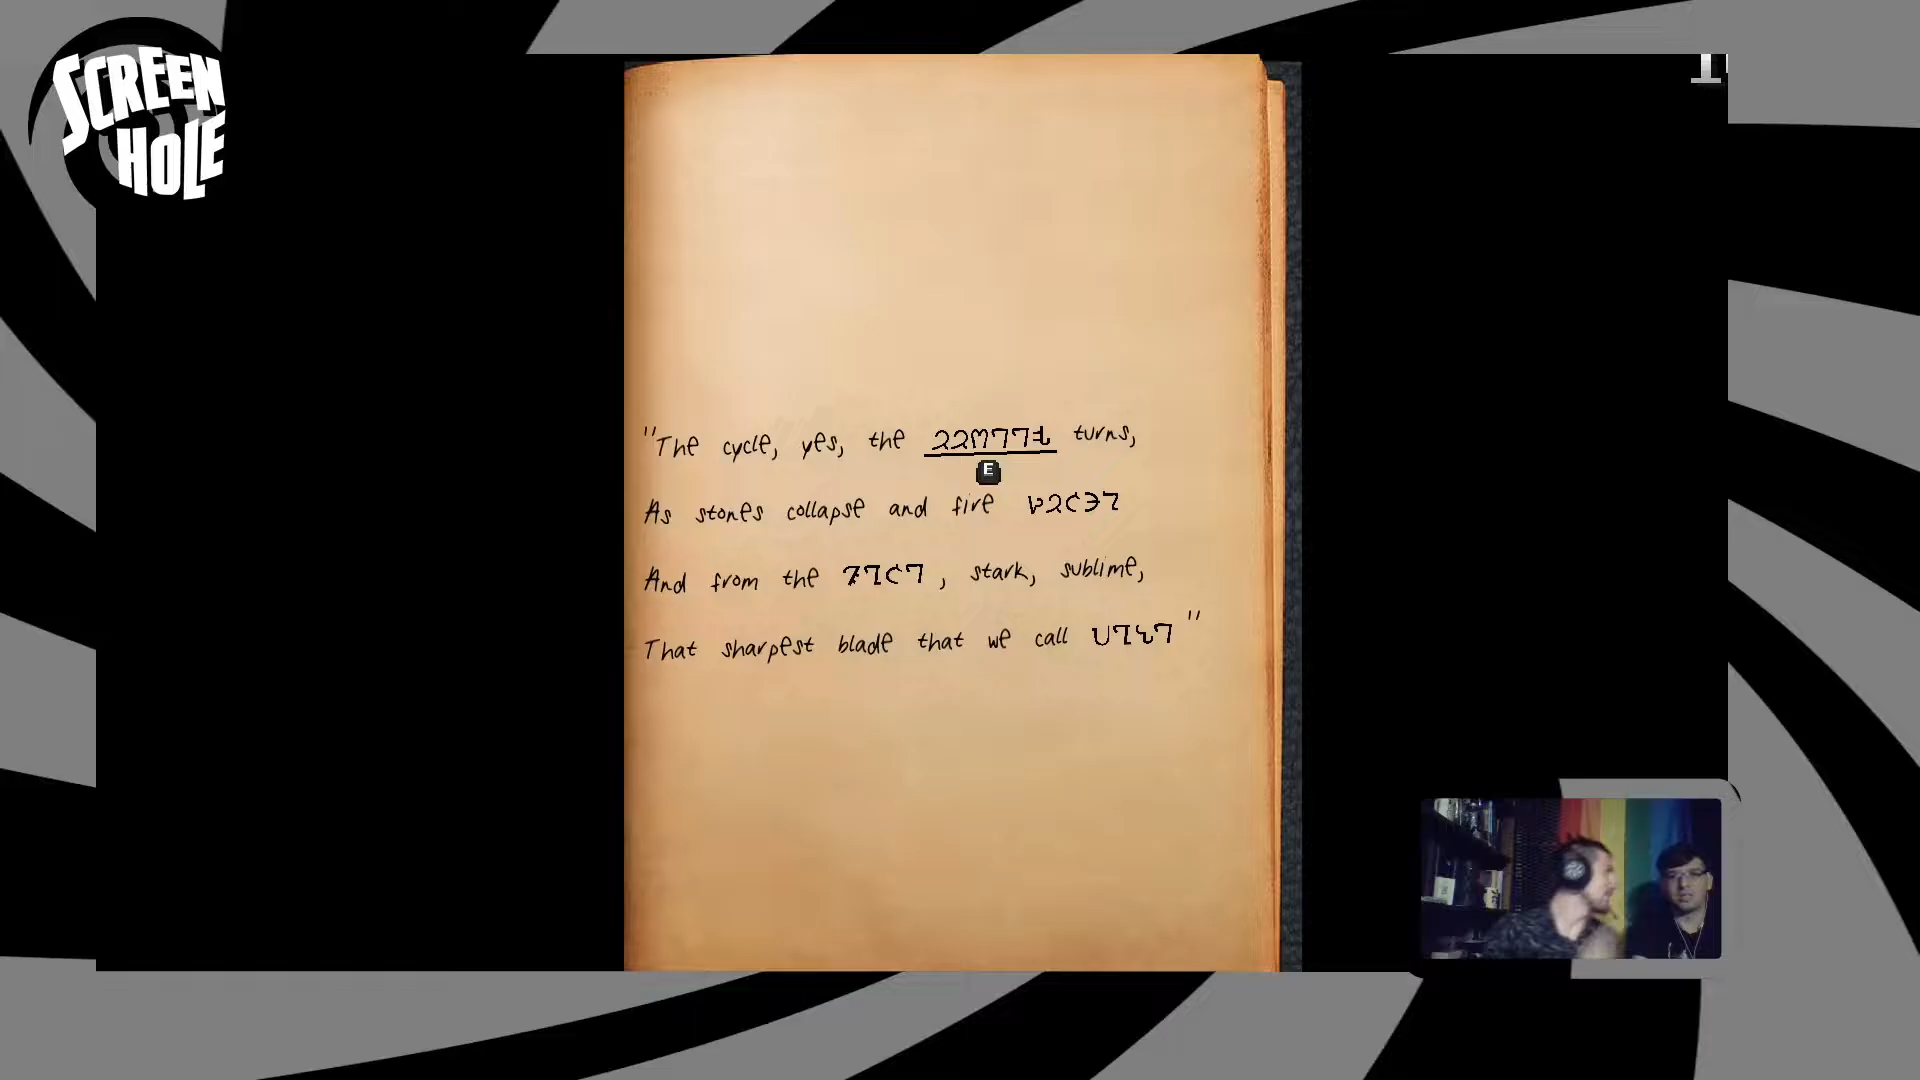 SCREEN
HOLE
"The cycle, yes, the turns,
E
As stones collapse and fire
And from the , stark, sublime,
That sharpest blade that we call "